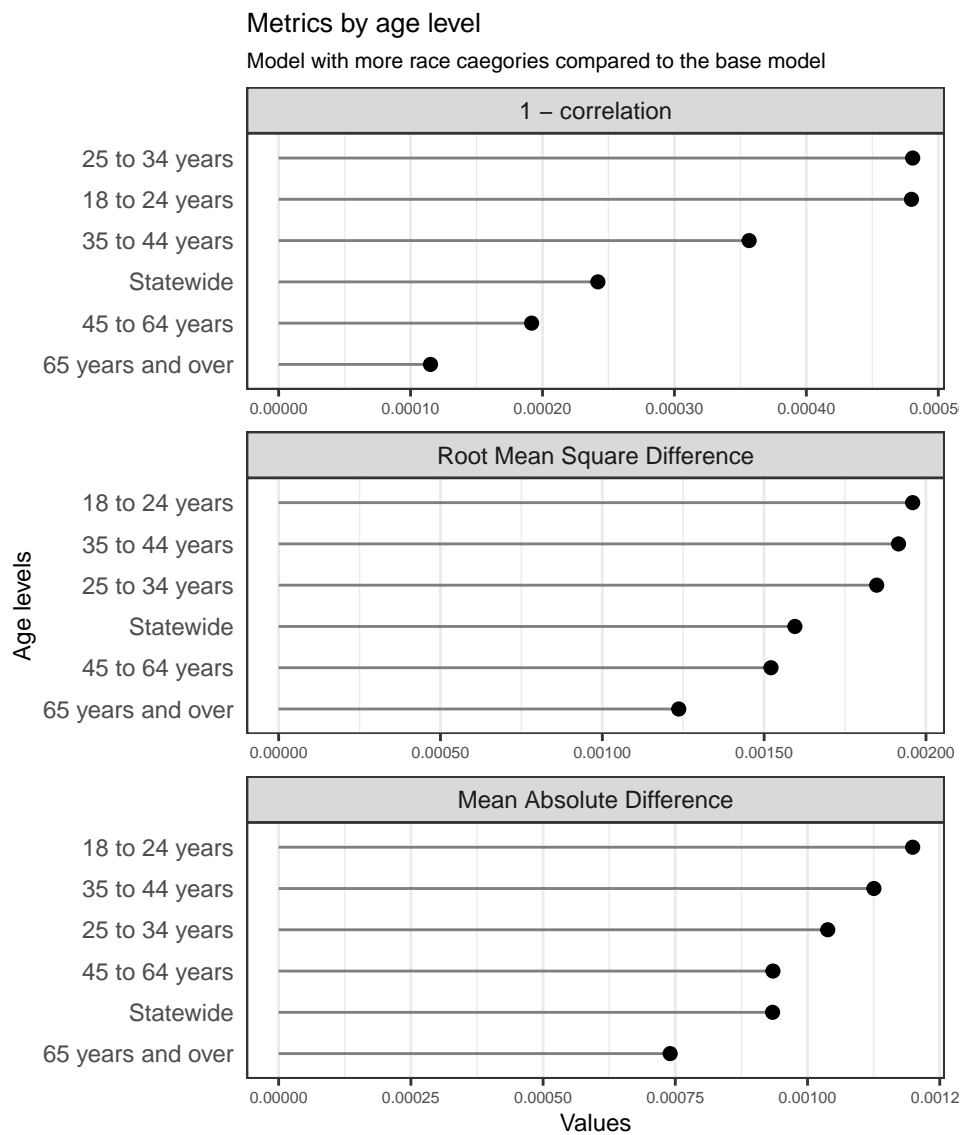 Metrics by age level
Model with more race caegories compared to the base model
1 − correlation
25 to 34 years
18 to 24 years
35 to 44 years
Statewide
45 to 64 years
65 years and over
0.00000 0.00010 0.00020 0.00030 0.00040 0.0005
Root Mean Square Difference
18 to 24 years
35 to 44 years
25 to 34 years
Statewide
45 to 64 years
65 years and over
0.00000 0.00050 0.00100 0.00150 0.00200
Age levels
Mean Absolute Difference
18 to 24 years
35 to 44 years
25 to 34 years
45 to 64 years
Statewide
65 years and over
0.00000 0.00025 0.00050 0.00075 0.00100 0.0012
Values